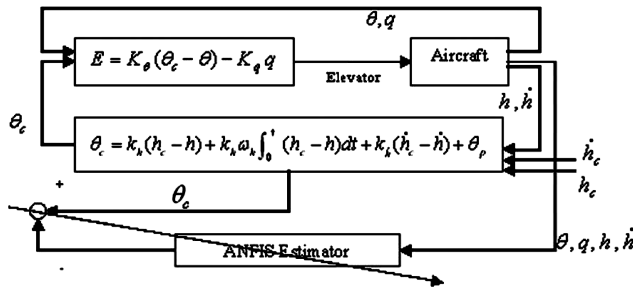 θ, q
E = K_θ (θ_c − θ) − K_q q
Elevator
Aircraft
h, ḣ
θ_c
θ_c = k_h (h_c − h) + k_h ω_h ∫_0^t (h_c − h)dt + k_ḣ (ḣ_c − ḣ) + θ_p
ḣ_c
h_c
+
θ_c
ANFIS Estimator
θ, q, h, ḣ
-